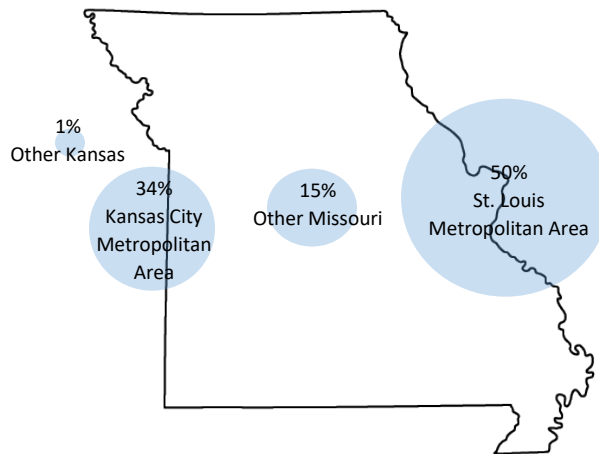 1%
Other Kansas
34%
Kansas City
Metropolitan
Area
15%
Other Missouri
50%
St. Louis
Metropolitan Area